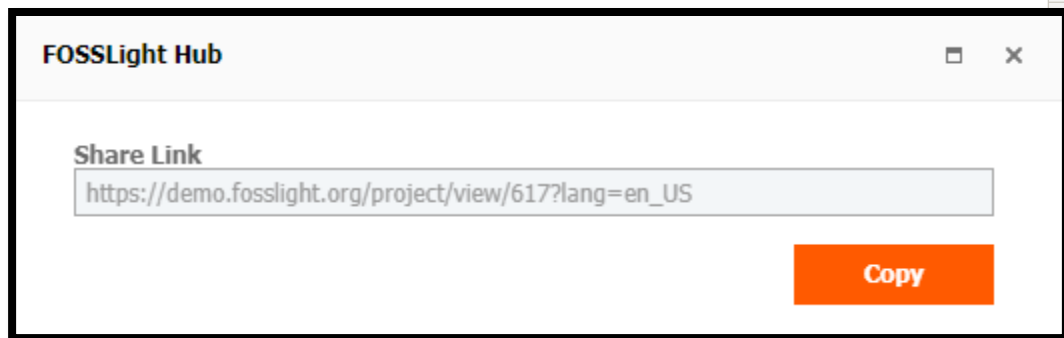 FOSSLight Hub
Share Link
https://demo.fosslight.org/project/view/617?lang=en_US
Copy